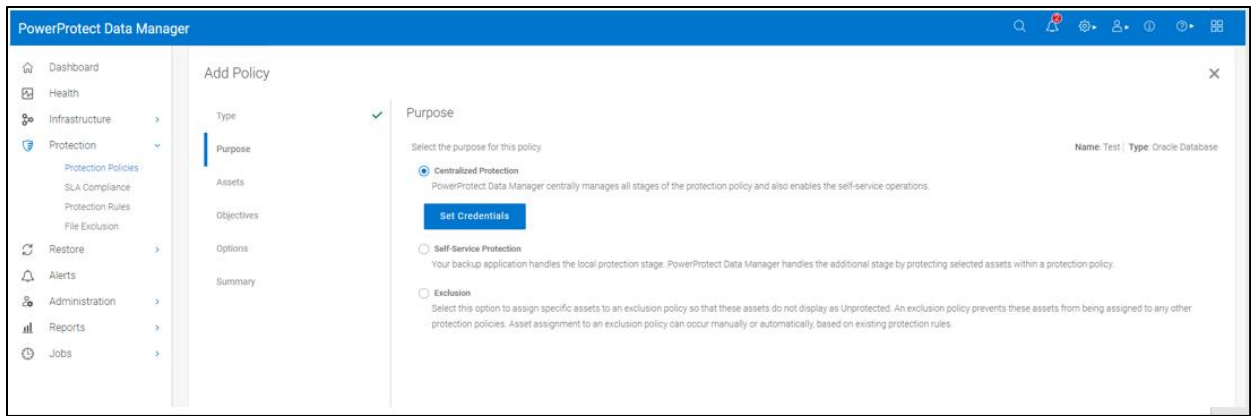 PowerProtect Data Manager
2
Dashboard
Health
Infrastructure
Protection
Protection Policies
SLA Compliance
Protection Rules
File Exclusion
Restore
Alerts
Administration
Reports
Jobs
Add Policy
Type
Purpose
Assets
Objectives
Options
Summary
Purpose
Select the purpose for this policy.
Name: Test | Type: Oracle Database
Centralized Protection
PowerProtect Data Manager centrally manages all stages of the protection policy and also enables the self-service operations.
Set Credentials
Self-Service Protection
Your backup application handles the local protection stage. PowerProtect Data Manager handles the additional stage by protecting selected assets within a protection policy.
Exclusion
Select this option to assign specific assets to an exclusion policy so that these assets do not display as Unprotected. An exclusion policy prevents these assets from being assigned to any other
protection policies. Asset assignment to an exclusion policy can occur manually or automatically, based on existing protection rules.